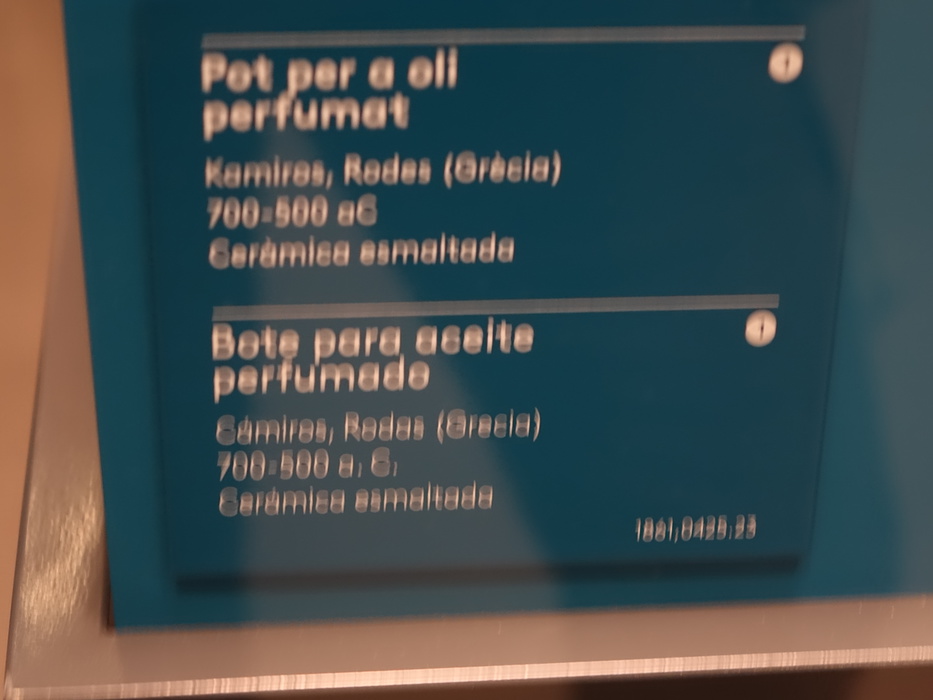 Pot per a oli
perfumat
Kamiros, Rodes (Grècia)
700-500 aC
Ceràmica esmaltada
Bote para aceite
perfumado
Cámiros, Rodas (Grecia)
700-500 a. C.
Cerámica esmaltada
1861,0425.23